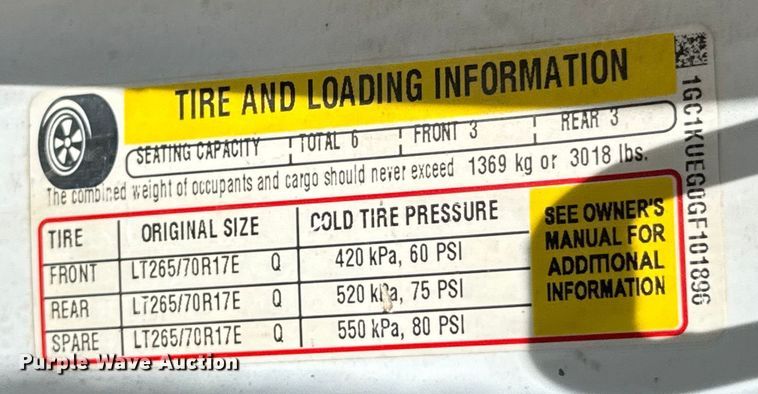 TIRE AND LOADING INFORMATION
SEATING CAPACITY TOTAL 6 FRONT 3 REAR 3
The combined weight of occupants and cargo should never exceed 1369 kg or 3018 lbs.
TIRE ORIGINAL SIZE COLD TIRE PRESSURE
FRONT LT265/70R17E Q 420 kPa, 60 PSI
REAR LT265/70R17E Q 520 kPa, 75 PSI
SPARE LT265/70R17E Q 550 kPa, 80 PSI
SEE OWNER'S
MANUAL FOR
ADDITIONAL
INFORMATION
1GC1KUEG0GF101896
Purple Wave Auction